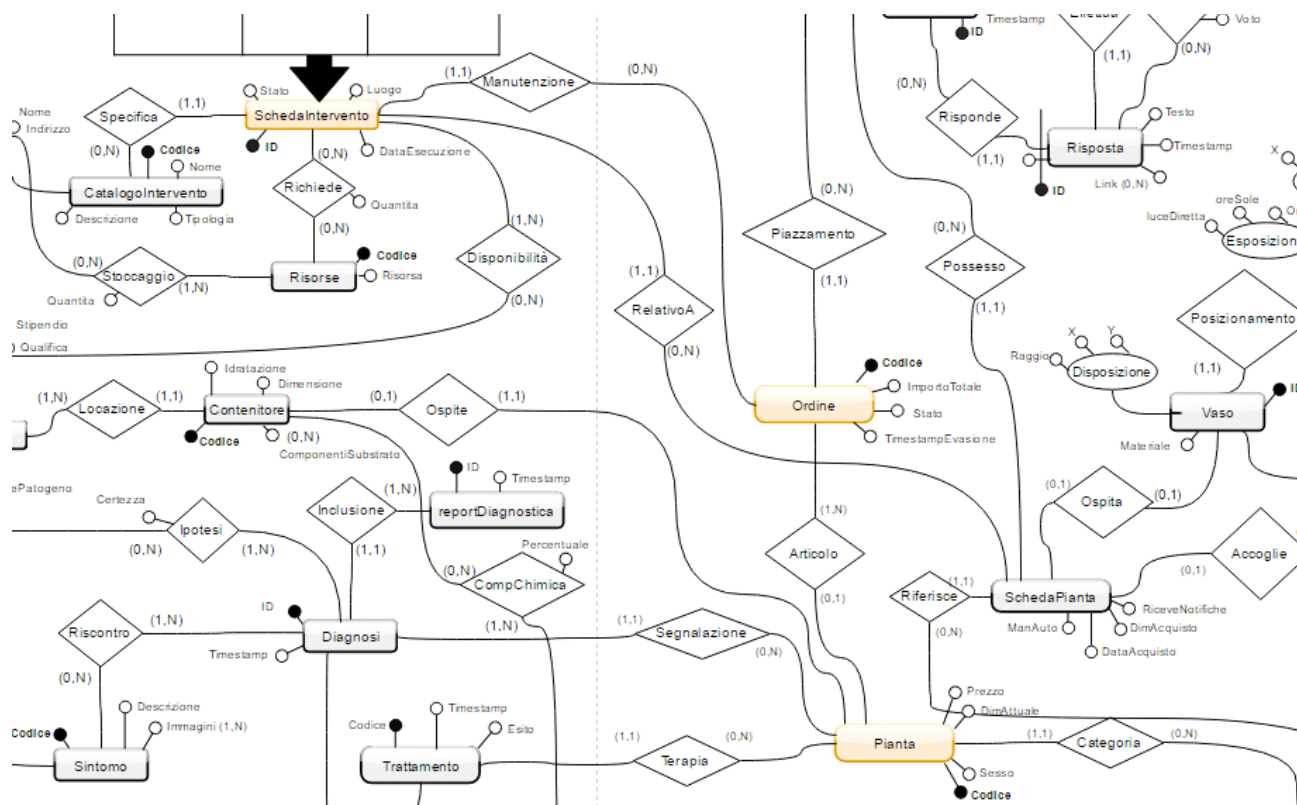 Timestamp
ID
Effettua
(1,1)
(0,N)
Voto
Stato
Luogo
(1,1)
Manutenzione
(0,N)
Nome
Indirizzo
Specifica
(1,1)
SchedaIntervento
ID
DataEsecuzione
(0,N)
Codice
Nome
CatalogoIntervento
Descrizione
Tipologia
(0,N)
Richiede
Quantita
(0,N)
(0,N)
Risponde
(1,1)
Testo
Timestamp
Risposta
Link (0,N)
ID
(0,N)
Stoccaggio
(1,N)
Quantita
Codice
Risorse
Risorsa
(1,N)
Disponibilità
(0,N)
(1,1)
RelativoA
(0,N)
(0,N)
Piazzamento
(1,1)
(0,N)
Possesso
(1,1)
X
oreSole
luceDiretta
Esposizion
Posizionamento
(1,1)
Stipendio
Qualifica
X
Y
Raggio
Disposizione
Vaso
Materiale
Codice
ImportoTotale
Ordine
Stato
TimestampEvasione
Idratazione
Dimensione
(1,N)
Locazione
(1,1)
Contenitore
(0,1)
Ospite
(1,1)
Codice
(0,N)
ComponentiSubstrato
ePatogeno
Certezza
Ipotesi
(0,N)
(1,N)
(1,N)
Inclusione
(1,1)
ID
Timestamp
reportDiagnostica
Percentuale
(0,N)
CompChimica
(1,N)
(1,N)
Articolo
(0,1)
(0,1)
Ospita
(0,1)
Accoglie
(0,1)
Riferisce
(1,1)
(0,N)
SchedaPianta
RiceveNotifiche
ManAuto
DimAcquisto
DataAcquisto
ID
Riscontro
(1,N)
Diagnosi
Timestamp
(0,N)
(1,1)
Segnalazione
(0,N)
Descrizione
Immagini (1,N)
Codice
Sintomo
Codice
Timestamp
Esito
Trattamento
(1,1)
Terapia
(0,N)
Prezzo
DimAttuale
Pianta
Sesso
Codice
(1,1)
Categoria
(0,N)